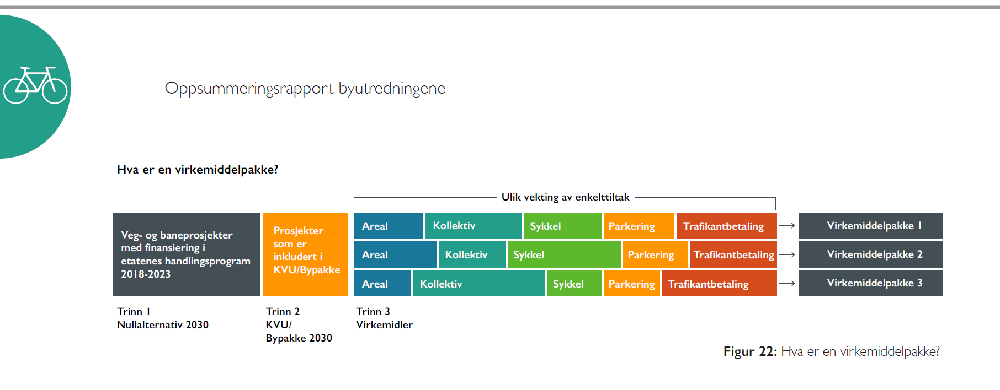 Oppsummeringsrapport byutredningene
Hva er en virkemiddelpakke?
Ulik vekting av enkelttiltak
Veg- og baneprosjekter
med finansiering i
etatenes handlingsprogram
2018-2023
Prosjekter
som er
inkludert i
KVU/Bypakke
Areal Kollektiv Sykkel Parkering Trafikantbetaling Virkemiddelpakke 1
Areal Kollektiv Sykkel Parkering Trafikantbetaling Virkemiddelpakke 2
Areal Kollektiv Sykkel Parkering Trafikantbetaling Virkemiddelpakke 3
Trinn 1
Nullalternativ 2030
Trinn 2
KVU/
Bypakke 2030
Trinn 3
Virkemidler
Figur 22: Hva er en virkemiddelpakke?